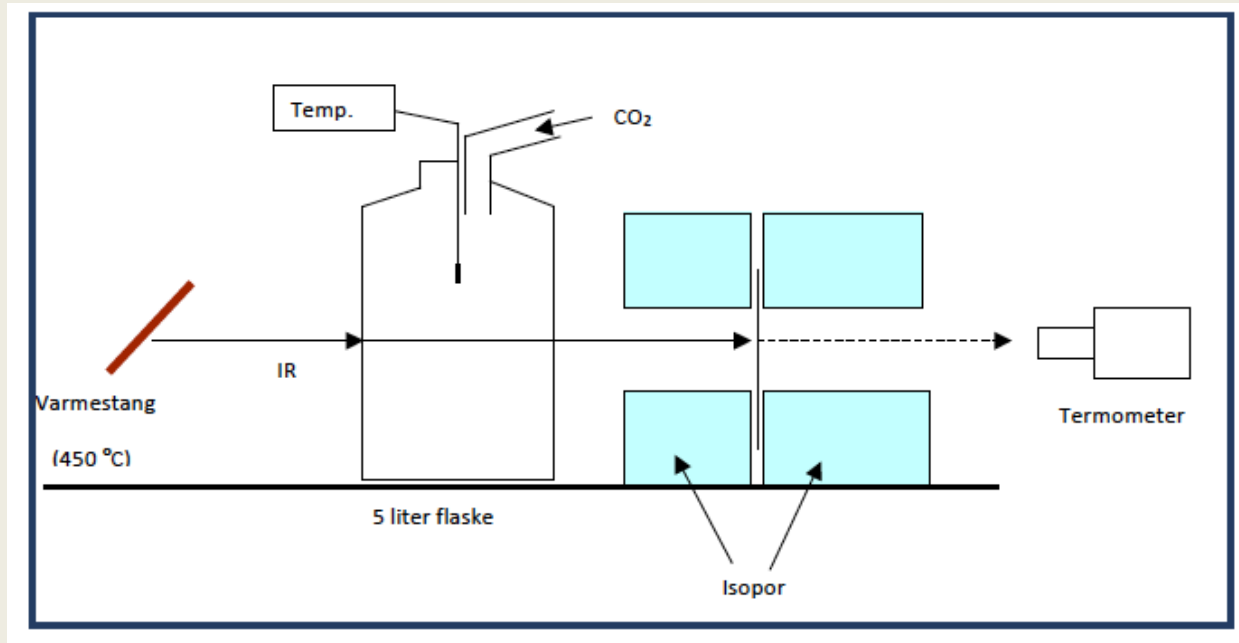 Temp.
CO₂
IR
Varmestang
(450 °C)
Termometer
5 liter flaske
Isopor